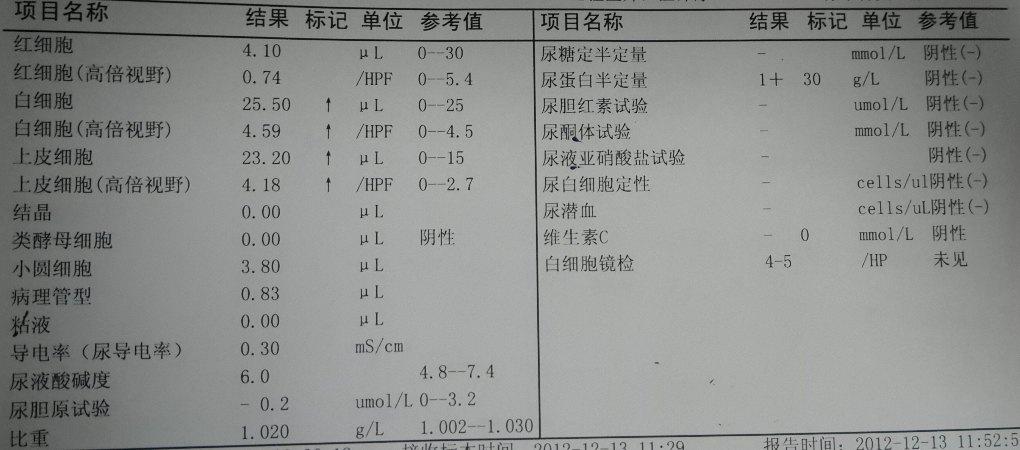 项目名称 结果 标记 单位 参考值
红细胞 4.10 μL 0--30
红细胞(高倍视野) 0.74 /HPF 0--5.4
白细胞 25.50 ↑ μL 0--25
白细胞(高倍视野) 4.59 ↑ /HPF 0--4.5
上皮细胞 23.20 ↑ μL 0--15
上皮细胞(高倍视野) 4.18 ↑ /HPF 0--2.7
结晶 0.00 μL
类酵母细胞 0.00 μL 阴性
小圆细胞 3.80 μL
病理管型 0.83 μL
粘液 0.00 μL
导电率（尿导电率） 0.30 mS/cm
尿液酸碱度 6.0 4.8--7.4
尿胆原试验 - 0.2 umol/L 0--3.2
比重 1.020 g/L 1.002--1.030
项目名称 结果 标记 单位 参考值
尿糖定半定量 - mmol/L 阴性(-)
尿蛋白半定量 1+ 30 g/L 阴性(-)
尿胆红素试验 - umol/L 阴性(-)
尿酮体试验 - mmol/L 阴性(-)
尿液亚硝酸盐试验 - 阴性(-)
尿白细胞定性 - cells/ul 阴性(-)
尿潜血 - cells/uL 阴性(-)
维生素C - 0 mmol/L 阴性
白细胞镜检 4-5 /HP 未见
接收标本时间 2012-12-13 11:29 报告时间: 2012-12-13 11:52:5